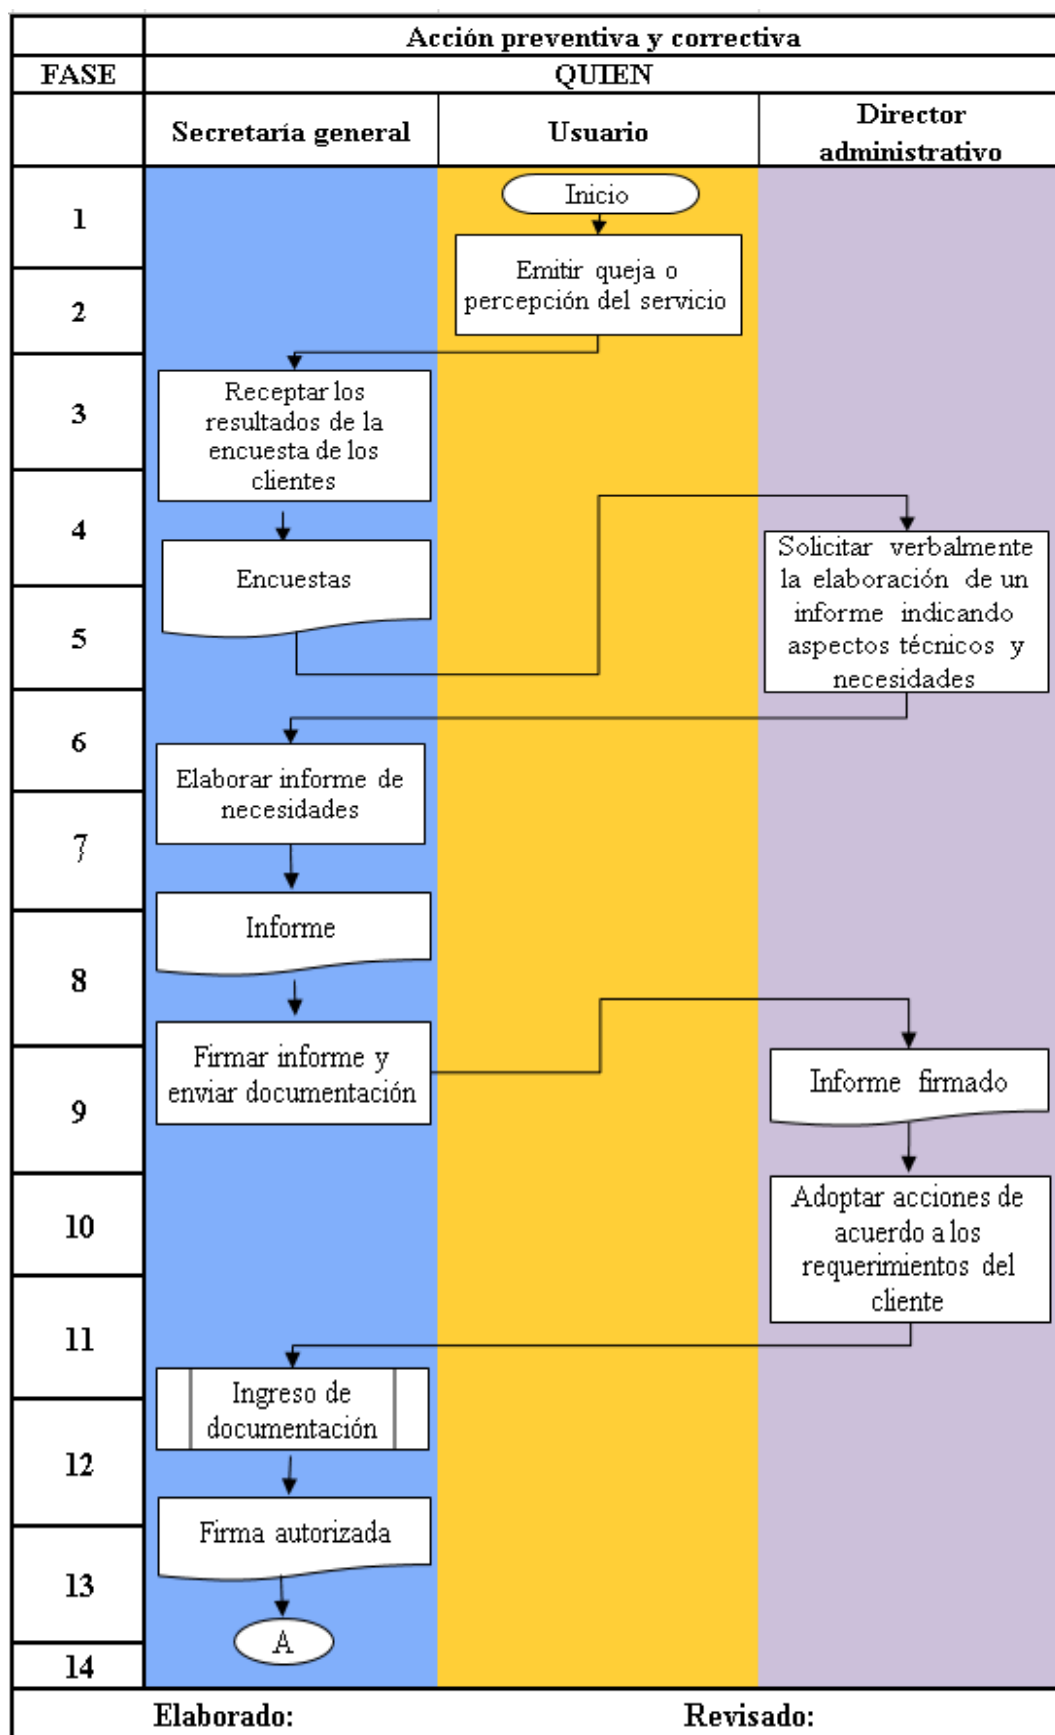 Acción preventiva y correctiva
FASE
QUIEN
Secretaría general
Usuario
Director
administrativo
1
Inicio
2
Emitir queja o
percepción del servicio
3
Receptar los
resultados de la
encuesta de los
clientes
4
Encuestas
Solicitar verbalmente
la elaboración de un
informe indicando
aspectos técnicos y
necesidades
5
6
Elaborar informe de
necesidades
7
Informe
8
Firmar informe y
enviar documentación
Informe firmado
9
10
Adoptar acciones de
acuerdo a los
requerimientos del
cliente
11
Ingreso de
documentación
12
Firma autorizada
13
A
14
Elaborado:
Revisado: